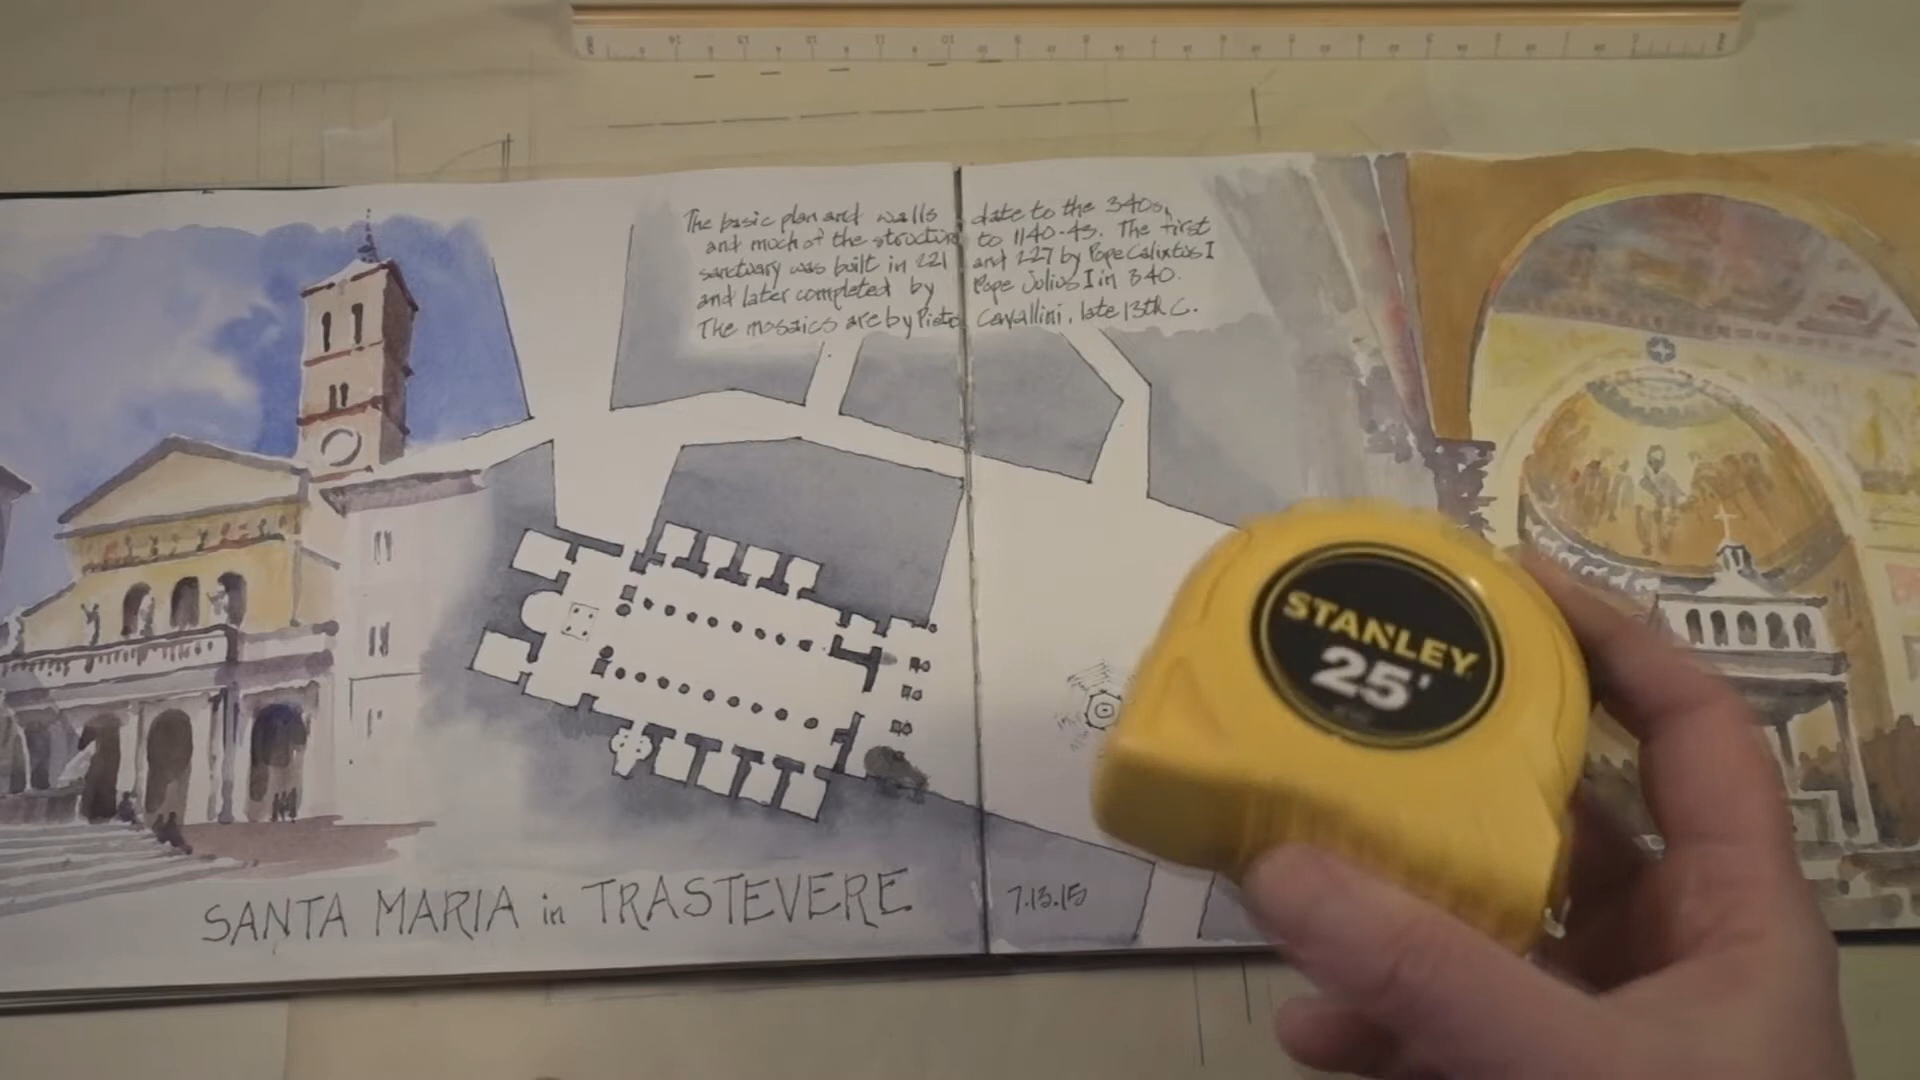 The basic plan and walls date to the 340s,
and much of the structure to 1140-43. The first
sanctuary was built in 221 and 227 by Pope Calixtus I
and later completed by Pope Julius I in 340.
The mosaics are by Pietro Cavallini, late 13th C.
STANLEY
25'
SANTA MARIA in TRASTEVERE
7.13.15